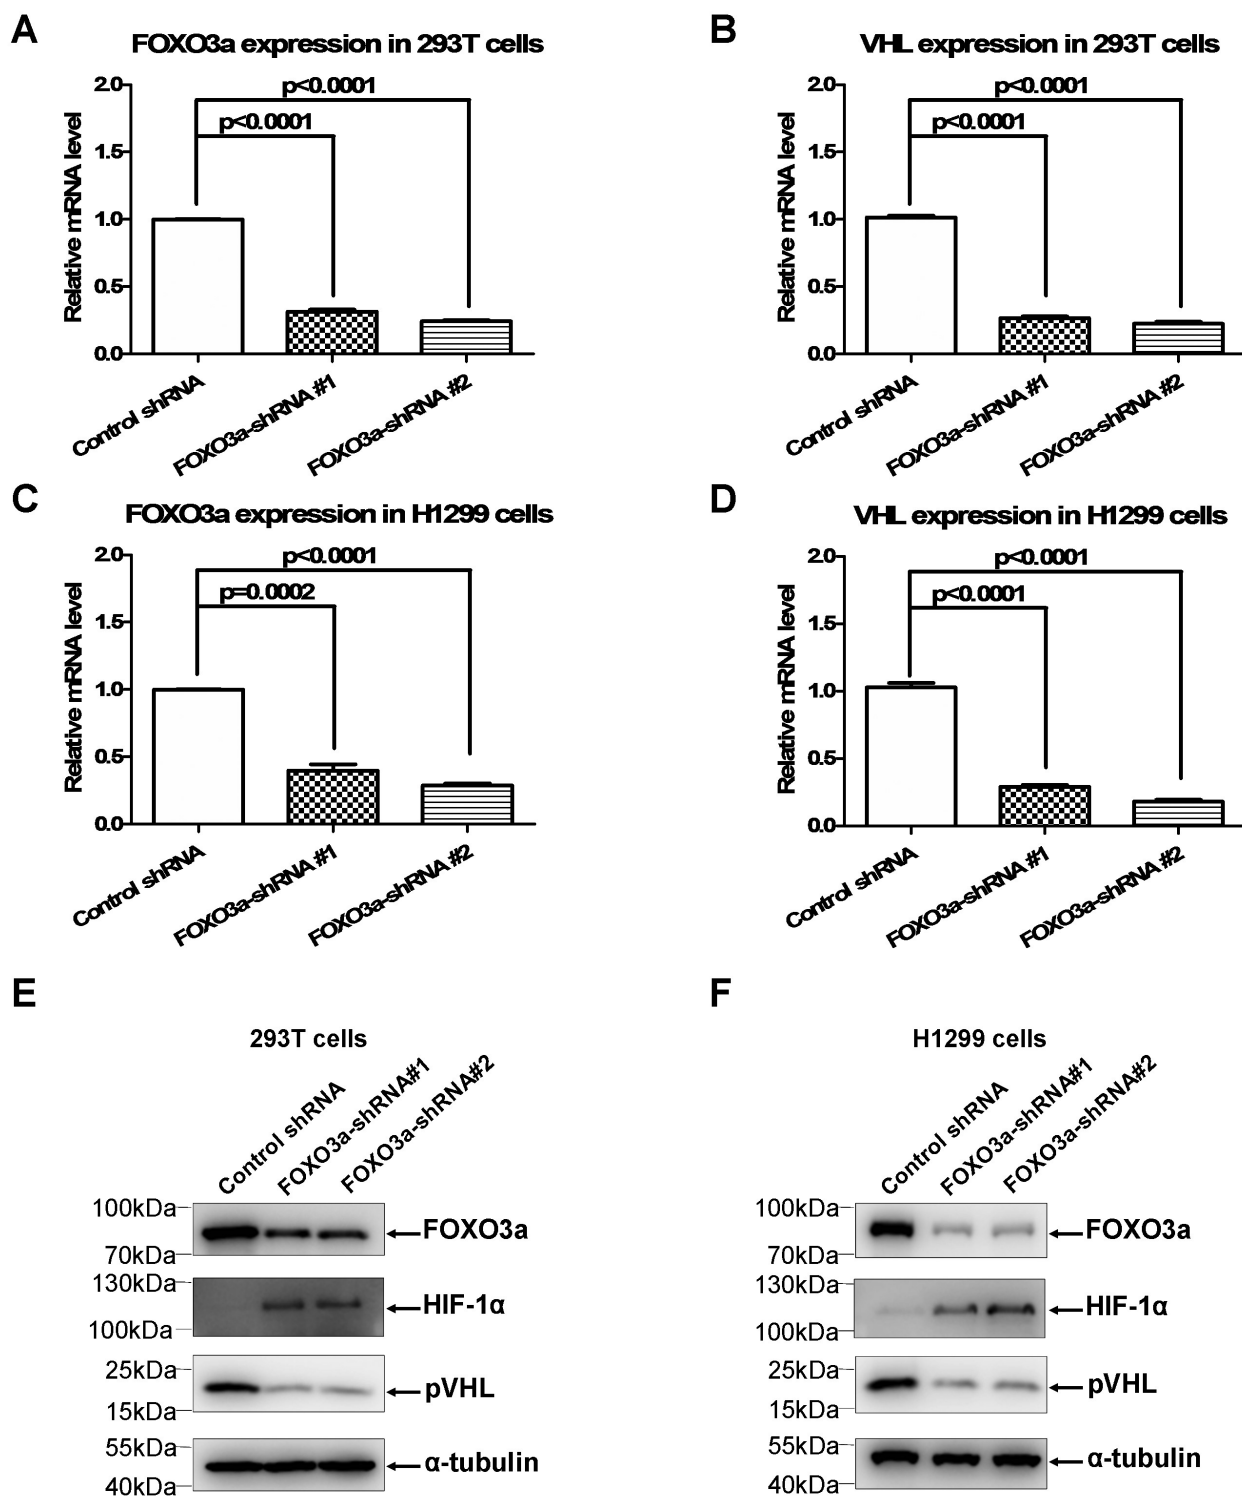 A
FOXO3a expression in 293T cells
Relative mRNA level
2.0
1.5
1.0
0.5
0.0
p<0.0001
p<0.0001
Control shRNA
FOXO3a-shRNA #1
FOXO3a-shRNA #2
B
VHL expression in 293T cells
Relative mRNA level
2.0
1.5
1.0
0.5
0.0
p<0.0001
p<0.0001
Control shRNA
FOXO3a-shRNA #1
FOXO3a-shRNA #2
C
FOXO3a expression in H1299 cells
Relative mRNA level
2.0
1.5
1.0
0.5
0.0
p<0.0001
p=0.0002
Control shRNA
FOXO3a-shRNA #1
FOXO3a-shRNA #2
D
VHL expression in H1299 cells
Relative mRNA level
2.0
1.5
1.0
0.5
0.0
p<0.0001
p<0.0001
Control shRNA
FOXO3a-shRNA #1
FOXO3a-shRNA #2
E
293T cells
Control shRNA
FOXO3a-shRNA#1
FOXO3a-shRNA#2
100kDa
FOXO3a
70kDa
130kDa
HIF-1α
100kDa
25kDa
pVHL
15kDa
55kDa
α-tubulin
40kDa
F
H1299 cells
Control shRNA
FOXO3a-shRNA#1
FOXO3a-shRNA#2
100kDa
FOXO3a
70kDa
130kDa
HIF-1α
100kDa
25kDa
pVHL
15kDa
55kDa
α-tubulin
40kDa